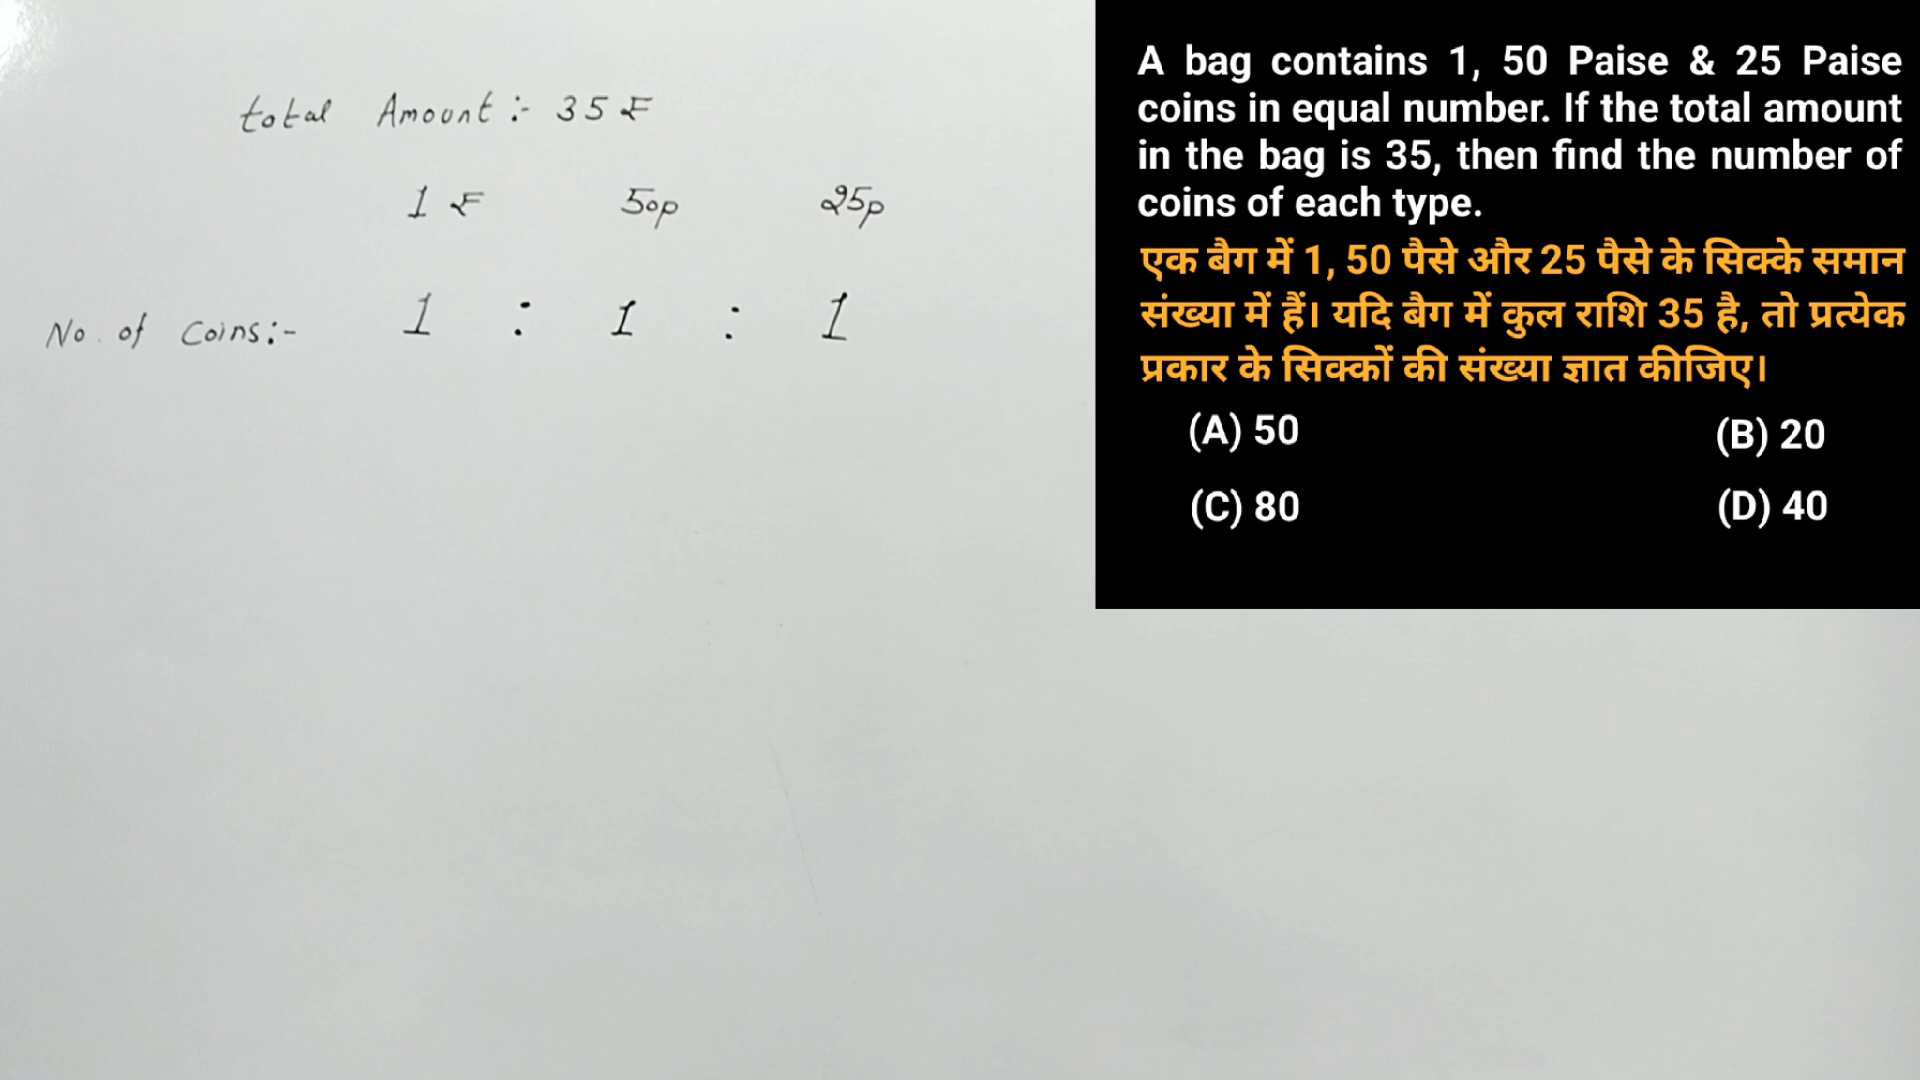 total Amount :- 35 ₹
1 ₹ 50p 25p
No. of Coins:- 1 : 1 : 1
A bag contains 1, 50 Paise & 25 Paise
coins in equal number. If the total amount
in the bag is 35, then find the number of
coins of each type.
एक बैग में 1, 50 पैसे और 25 पैसे के सिक्के समान
संख्या में हैं। यदि बैग में कुल राशि 35 है, तो प्रत्येक
प्रकार के सिक्कों की संख्या ज्ञात कीजिए।
(A) 50 (B) 20
(C) 80 (D) 40